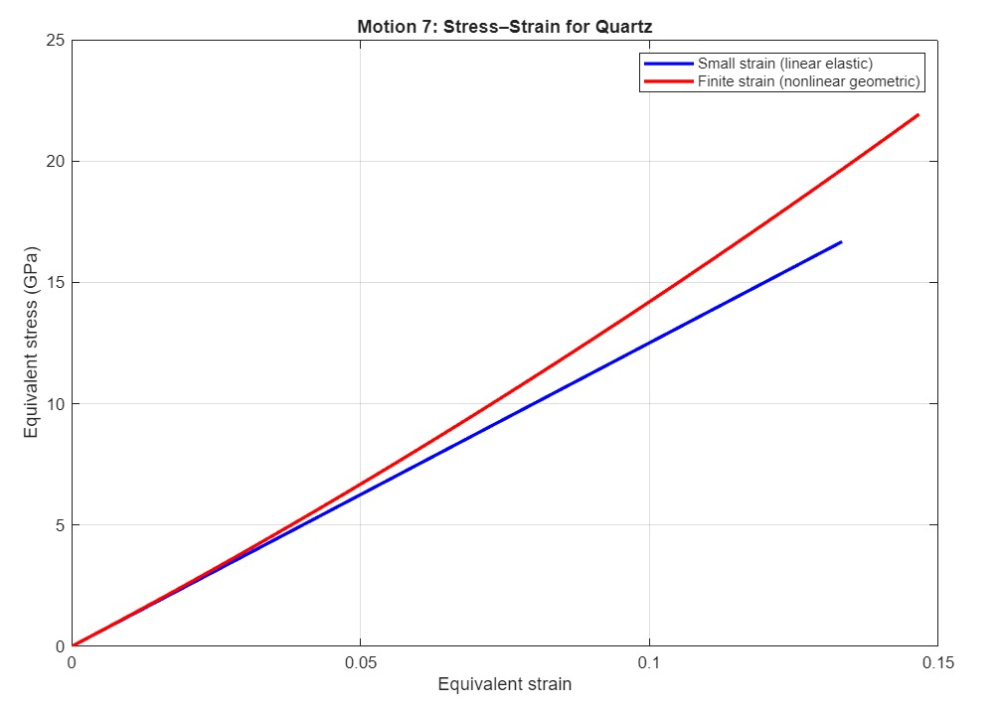 Motion 7: Stress–Strain for Quartz
Small strain (linear elastic)
Finite strain (nonlinear geometric)
Equivalent stress (GPa)
25
20
15
10
5
0
0
0.05
0.1
0.15
Equivalent strain